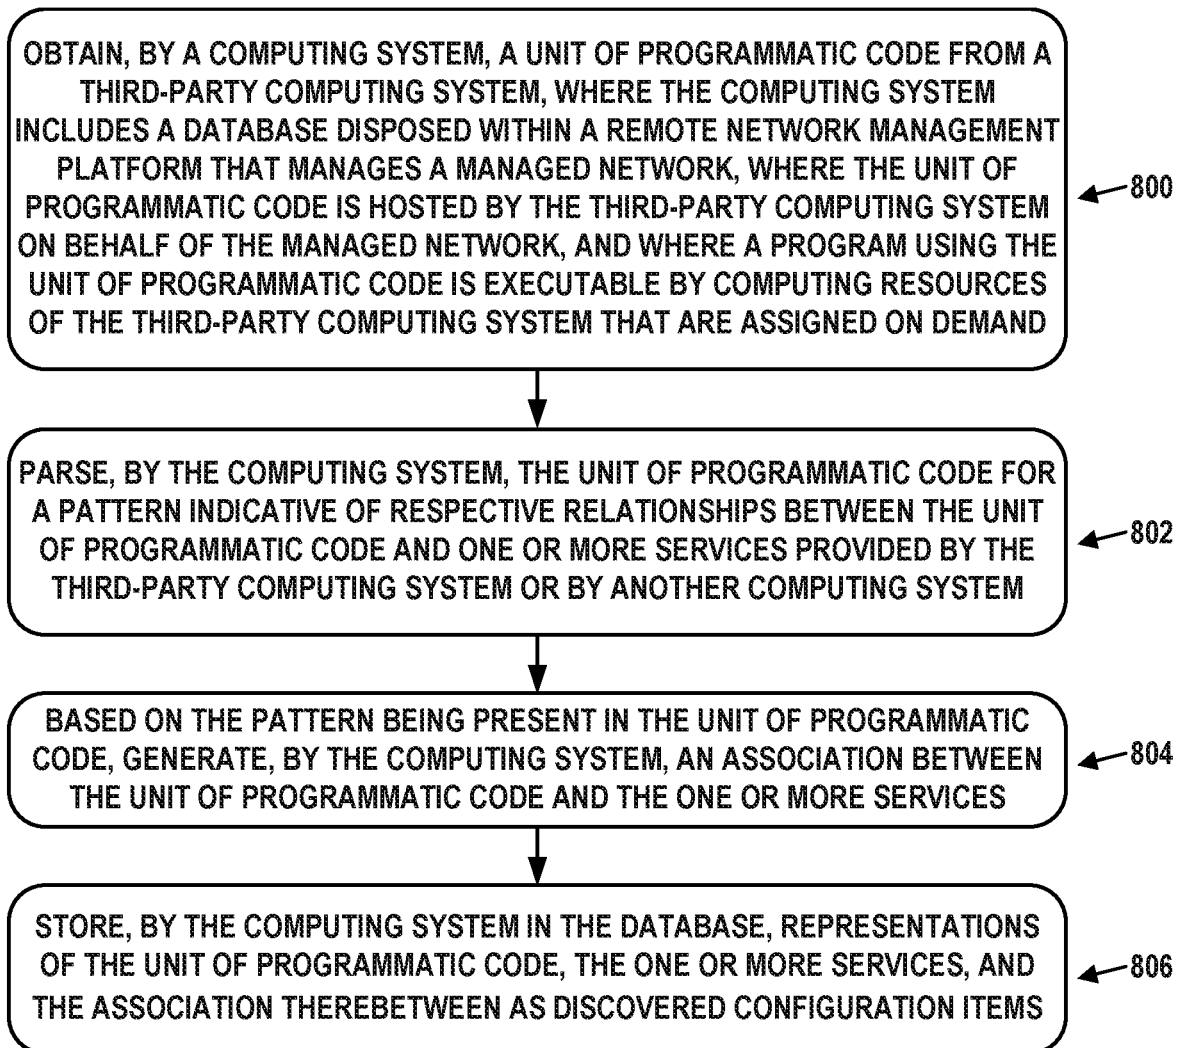 OBTAIN, BY A COMPUTING SYSTEM, A UNIT OF PROGRAMMATIC CODE FROM A
THIRD-PARTY COMPUTING SYSTEM, WHERE THE COMPUTING SYSTEM
INCLUDES A DATABASE DISPOSED WITHIN A REMOTE NETWORK MANAGEMENT
PLATFORM THAT MANAGES A MANAGED NETWORK, WHERE THE UNIT OF
PROGRAMMATIC CODE IS HOSTED BY THE THIRD-PARTY COMPUTING SYSTEM
ON BEHALF OF THE MANAGED NETWORK, AND WHERE A PROGRAM USING THE
UNIT OF PROGRAMMATIC CODE IS EXECUTABLE BY COMPUTING RESOURCES
OF THE THIRD-PARTY COMPUTING SYSTEM THAT ARE ASSIGNED ON DEMAND
800
PARSE, BY THE COMPUTING SYSTEM, THE UNIT OF PROGRAMMATIC CODE FOR
A PATTERN INDICATIVE OF RESPECTIVE RELATIONSHIPS BETWEEN THE UNIT
OF PROGRAMMATIC CODE AND ONE OR MORE SERVICES PROVIDED BY THE
THIRD-PARTY COMPUTING SYSTEM OR BY ANOTHER COMPUTING SYSTEM
802
BASED ON THE PATTERN BEING PRESENT IN THE UNIT OF PROGRAMMATIC
CODE, GENERATE, BY THE COMPUTING SYSTEM, AN ASSOCIATION BETWEEN
THE UNIT OF PROGRAMMATIC CODE AND THE ONE OR MORE SERVICES
804
STORE, BY THE COMPUTING SYSTEM IN THE DATABASE, REPRESENTATIONS
OF THE UNIT OF PROGRAMMATIC CODE, THE ONE OR MORE SERVICES, AND
THE ASSOCIATION THEREBETWEEN AS DISCOVERED CONFIGURATION ITEMS
806